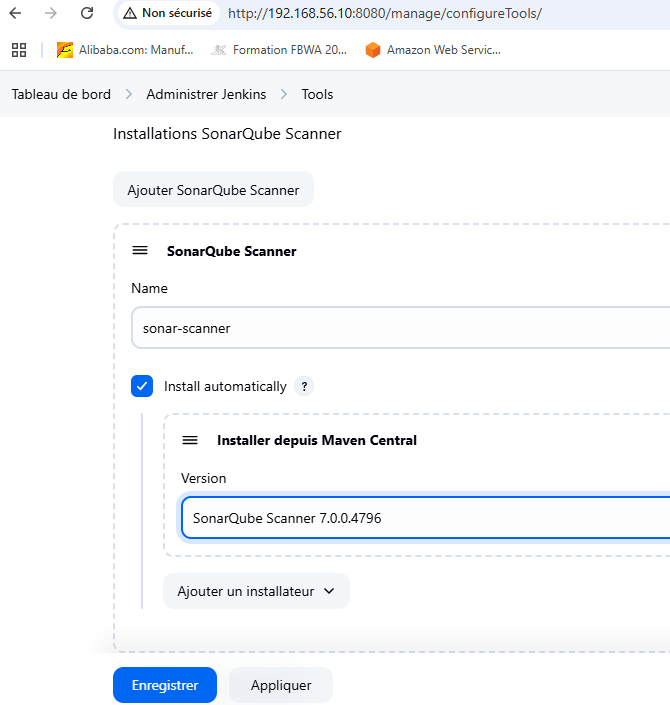 Non sécurisé http://192.168.56.10:8080/manage/configureTools/
Alibaba.com: Manuf... Formation FBWA 20... Amazon Web Servic...
Tableau de bord > Administrer Jenkins > Tools
Installations SonarQube Scanner
Ajouter SonarQube Scanner
SonarQube Scanner
Name
sonar-scanner
Install automatically ?
Installer depuis Maven Central
Version
SonarQube Scanner 7.0.0.4796
Ajouter un installateur
Enregistrer Appliquer